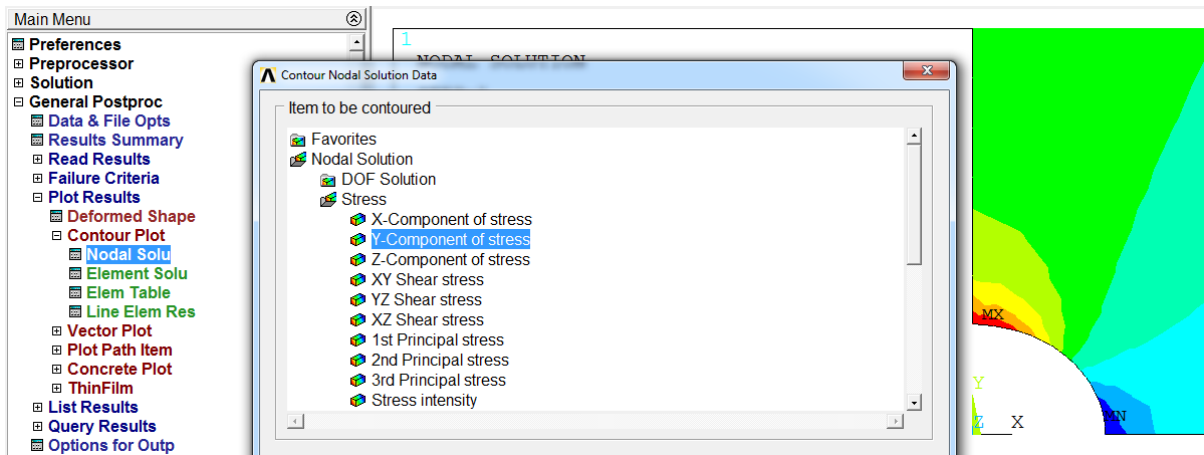 Main Menu
Preferences
Preprocessor
Solution
General Postproc
Data & File Opts
Results Summary
Read Results
Failure Criteria
Plot Results
Deformed Shape
Contour Plot
Nodal Solu
Element Solu
Elem Table
Line Elem Res
Vector Plot
Plot Path Item
Concrete Plot
ThinFilm
List Results
Query Results
Options for Outp
1
NODAL SOLUTION
Contour Nodal Solution Data
Item to be contoured
Favorites
Nodal Solution
DOF Solution
Stress
X-Component of stress
Y-Component of stress
Z-Component of stress
XY Shear stress
YZ Shear stress
XZ Shear stress
1st Principal stress
2nd Principal stress
3rd Principal stress
Stress intensity
MX
Y
Z X
MN